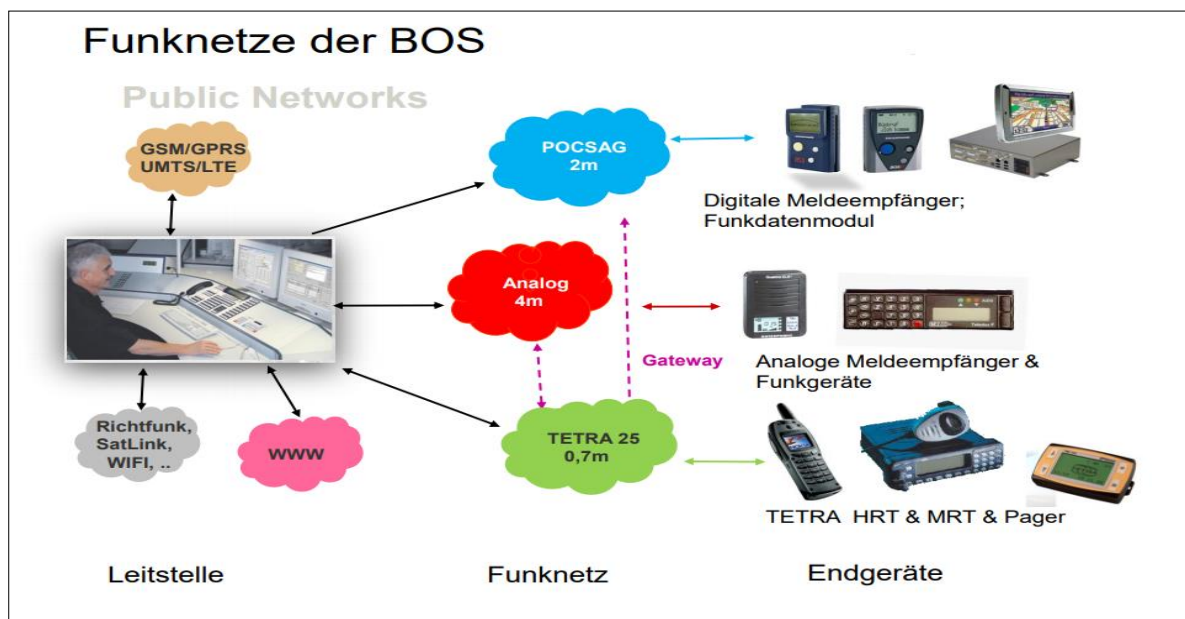 Funknetze der BOS
Public Networks
GSM/GPRS
UMTS/LTE
POCSAG
2m
Digitale Meldeempfänger;
Funkdatenmodul
Analog
4m
Gateway
Analoge Meldeempfänger &
Funkgeräte
Richtfunk,
SatLink,
WIFI, ..
WWW
TETRA 25
0,7m
TETRA HRT & MRT & Pager
Leitstelle
Funknetz
Endgeräte